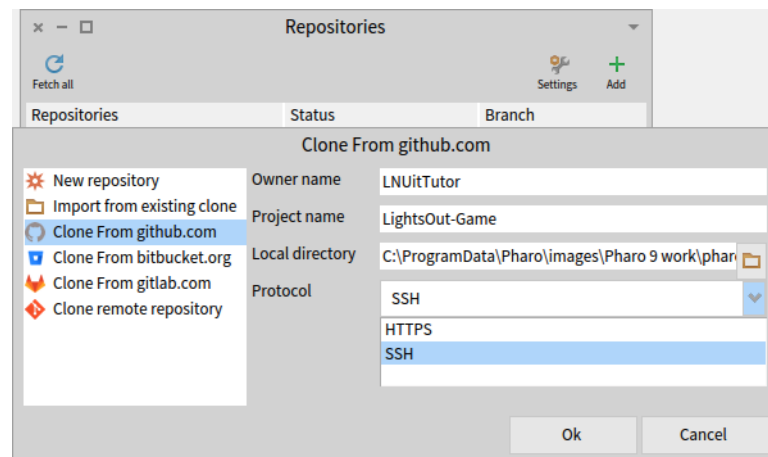 Repositories
Fetch all
Settings
Add
Repositories Status Branch
Clone From github.com
New repository
Import from existing clone
Clone From github.com
Clone From bitbucket.org
Clone From gitlab.com
Clone remote repository
Owner name LNUitTutor
Project name LightsOut-Game
Local directory C:\ProgramData\Pharo\images\Pharo 9 work\phar
Protocol SSH
HTTPS
SSH
Ok Cancel